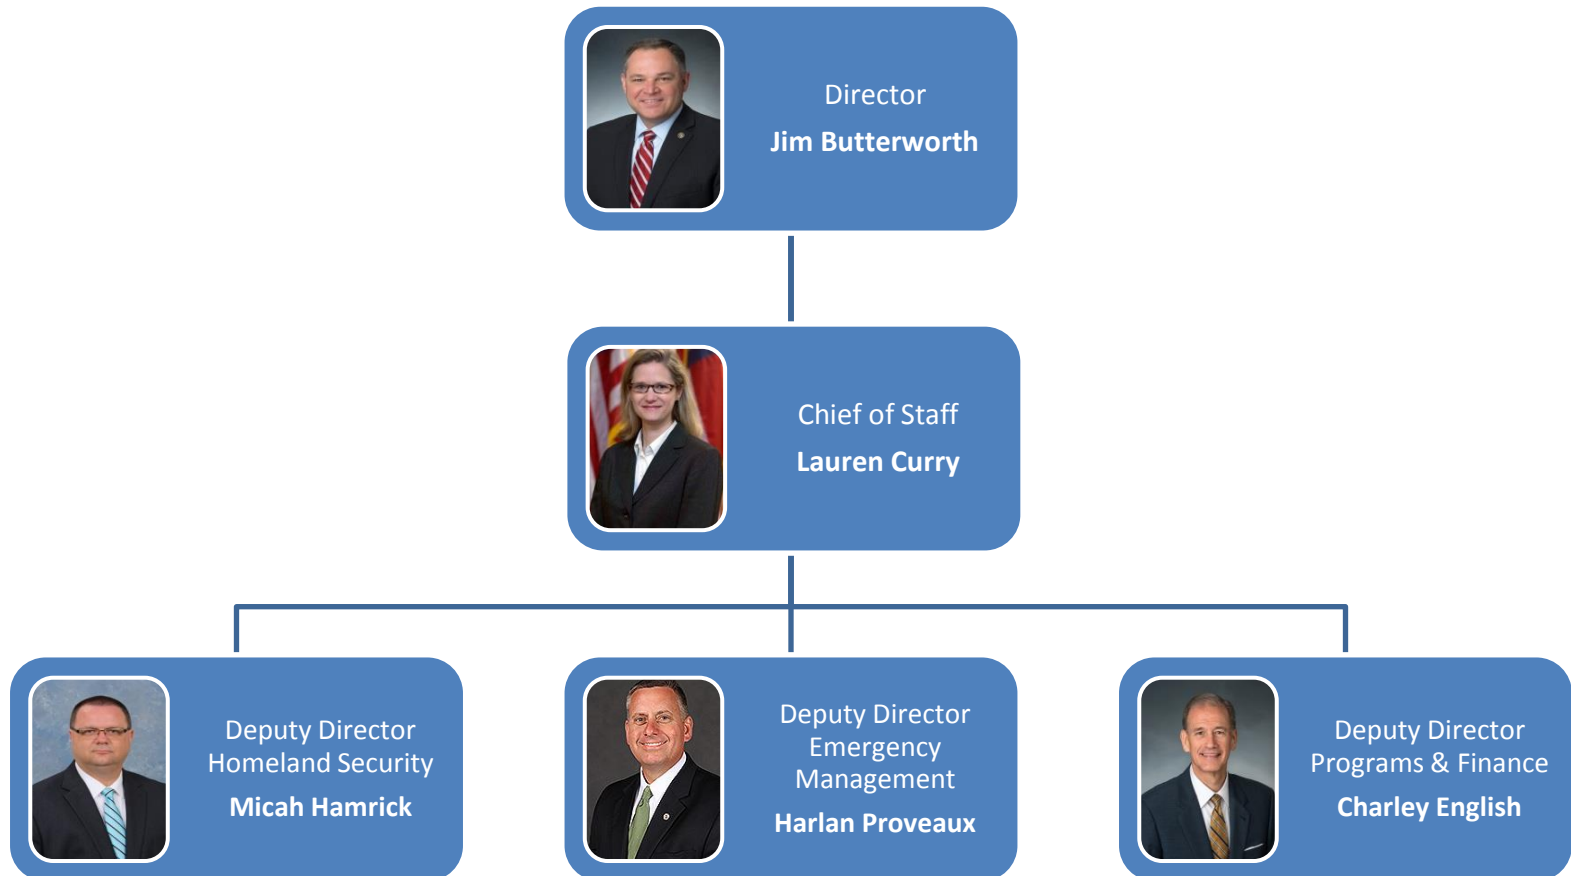 Director
Jim Butterworth
Chief of Staff
Lauren Curry
Deputy Director
Homeland Security
Micah Hamrick
Deputy Director
Emergency
Management
Harlan Proveaux
Deputy Director
Programs & Finance
Charley English